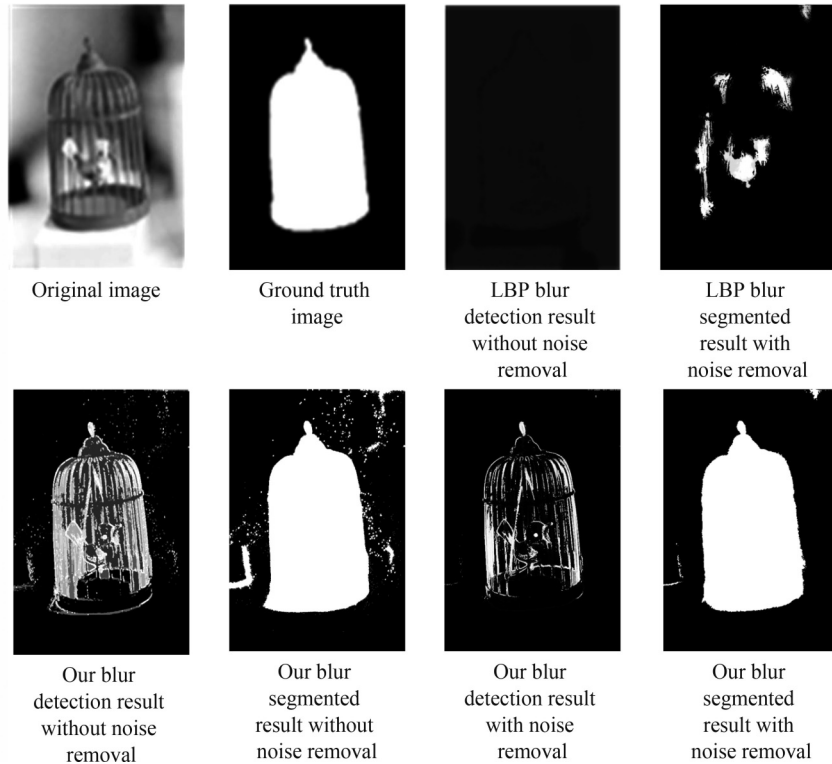 Original image
Ground truth
image
LBP blur
detection result
without noise
removal
LBP blur
segmented
result with
noise removal
Our blur
detection result
without noise
removal
Our blur
segmented
result without
noise removal
Our blur
detection result
with noise
removal
Our blur
segmented
result with
noise removal